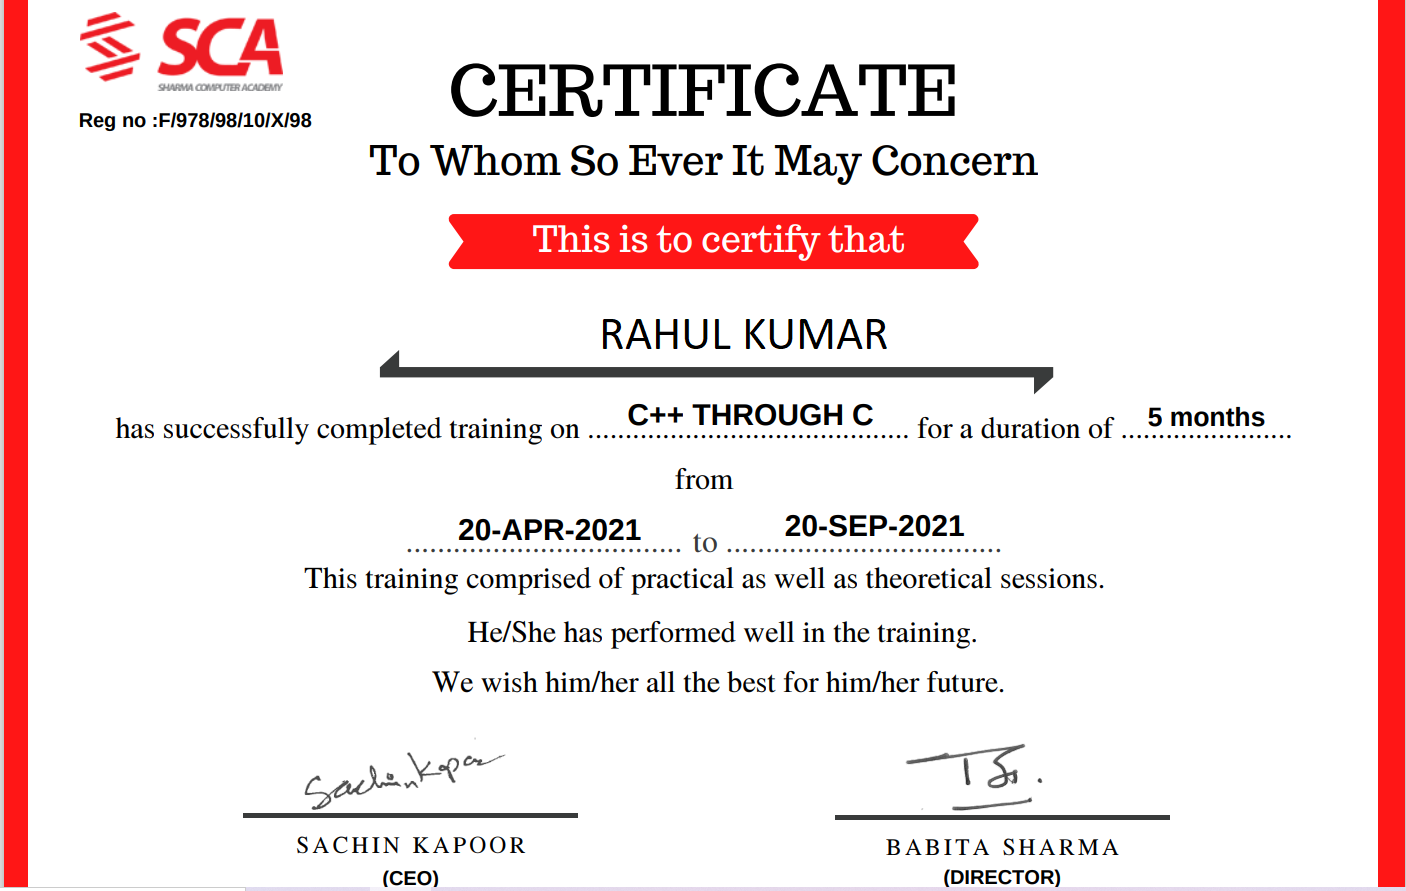 SCA
SHARMA COMPUTER ACADEMY
Reg no :F/978/98/10/X/98
CERTIFICATE
To Whom So Ever It May Concern
This is to certify that
RAHUL KUMAR
has successfully completed training on C++ THROUGH C for a duration of 5 months
from
20-APR-2021 to 20-SEP-2021
This training comprised of practical as well as theoretical sessions.
He/She has performed well in the training.
We wish him/her all the best for him/her future.
Sachin Kapoor
SACHIN KAPOOR
BABITA SHARMA
(CEO)
(DIRECTOR)